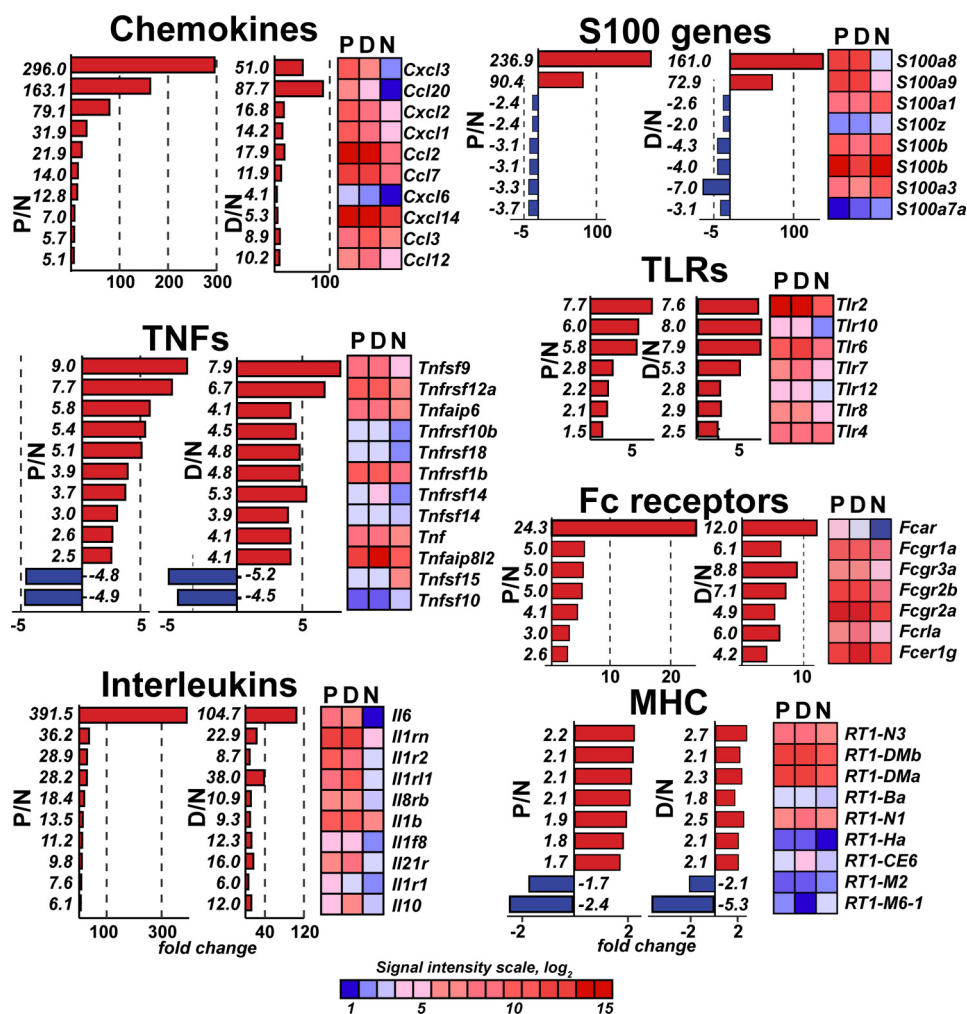 Chemokines
P/N
296.0
163.1
79.1
31.9
21.9
14.0
12.8
7.0
5.7
5.1
100 200 300
D/N
51.0
87.7
16.8
14.2
17.9
11.9
4.1
5.3
8.9
10.2
100
P D N
Cxcl3
Ccl20
Cxcl2
Cxcl1
Ccl2
Ccl7
Cxcl6
Cxcl14
Ccl3
Ccl12
S100 genes
P/N
236.9
90.4
-2.4
-2.4
-3.1
-3.1
-3.3
-3.7
-5 100
D/N
161.0
72.9
-2.6
-2.0
-4.3
-4.0
-7.0
-3.1
-5 100
P D N
S100a8
S100a9
S100a1
S100z
S100b
S100b
S100a3
S100a7a
TLRs
P/N
7.7
6.0
5.8
2.8
2.2
2.1
1.5
5
D/N
7.6
8.0
7.9
5.3
2.8
2.9
2.5
5
P D N
Tlr2
Tlr10
Tlr6
Tlr7
Tlr12
Tlr8
Tlr4
TNFs
P/N
9.0
7.7
5.8
5.4
5.1
3.9
3.7
3.0
2.6
2.5
-4.8
-4.9
-5 5
D/N
7.9
6.7
4.1
4.5
4.8
4.8
5.3
3.9
4.1
4.1
-5.2
-4.5
-5 5
P D N
Tnfsf9
Tnfrsf12a
Tnfaip6
Tnfrsf10b
Tnfrsf18
Tnfrsf1b
Tnfrsf14
Tnfsf14
Tnf
Tnfaip8l2
Tnfsf15
Tnfsf10
Fc receptors
P/N
24.3
5.0
5.0
5.0
4.1
3.0
2.6
10 20
D/N
12.0
6.1
8.8
7.1
4.9
6.0
4.2
10
P D N
Fcar
Fcgr1a
Fcgr3a
Fcgr2b
Fcgr2a
Fcrla
Fcer1g
Interleukins
P/N
391.5
36.2
28.9
28.2
18.4
13.5
11.2
9.8
7.6
6.1
100 300
D/N
104.7
22.9
8.7
38.0
10.9
9.3
12.3
16.0
6.0
12.0
40 120
fold change
P D N
Il6
Il1rn
Il1r2
Il1rl1
Il8rb
Il1b
Il1f8
Il21r
Il1r1
Il10
MHC
P/N
2.2
2.1
2.1
2.1
1.9
1.8
1.7
-1.7
-2.4
-2 2
D/N
2.7
2.1
2.3
1.8
2.5
2.1
2.1
-2.1
-5.3
-2 2
fold change
P D N
RT1-N3
RT1-DMb
RT1-DMa
RT1-Ba
RT1-N1
RT1-Ha
RT1-CE6
RT1-M2
RT1-M6-1
Signal intensity scale, log2
1 5 10 15